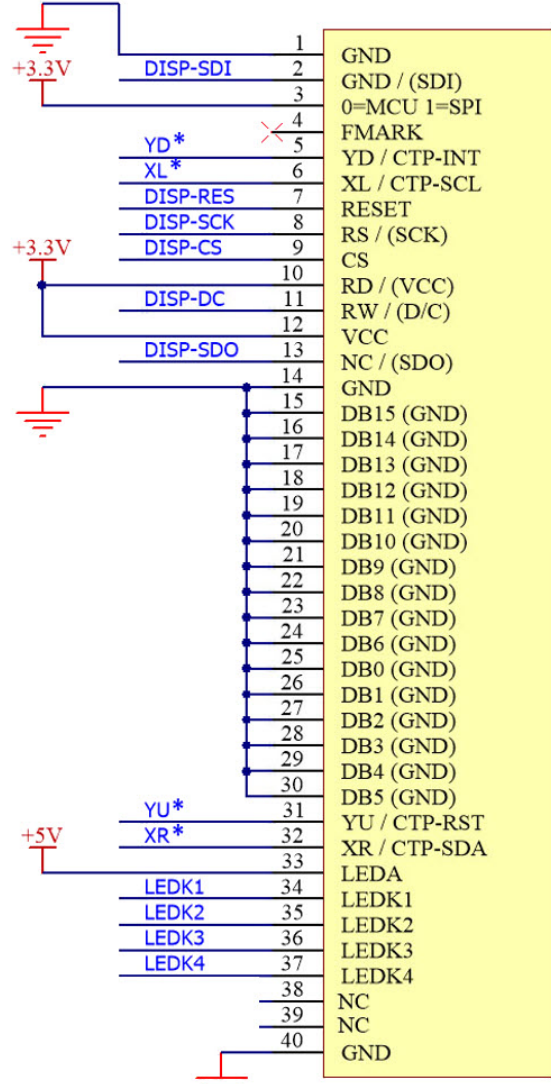 1 GND
DISP-SDI 2 GND / (SDI)
+3.3V 3 0=MCU 1=SPI
4 FMARK
YD* 5 YD / CTP-INT
XL* 6 XL / CTP-SCL
DISP-RES 7 RESET
DISP-SCK 8 RS / (SCK)
DISP-CS 9 CS
+3.3V 10 RD / (VCC)
DISP-DC 11 RW / (D/C)
12 VCC
DISP-SDO 13 NC / (SDO)
14 GND
15 DB15 (GND)
16 DB14 (GND)
17 DB13 (GND)
18 DB12 (GND)
19 DB11 (GND)
20 DB10 (GND)
21 DB9 (GND)
22 DB8 (GND)
23 DB7 (GND)
24 DB6 (GND)
25 DB0 (GND)
26 DB1 (GND)
27 DB2 (GND)
28 DB3 (GND)
29 DB4 (GND)
30 DB5 (GND)
YU* 31 YU / CTP-RST
XR* 32 XR / CTP-SDA
+5V 33 LEDA
LEDK1 34 LEDK1
LEDK2 35 LEDK2
LEDK3 36 LEDK3
LEDK4 37 LEDK4
38 NC
39 NC
40 GND